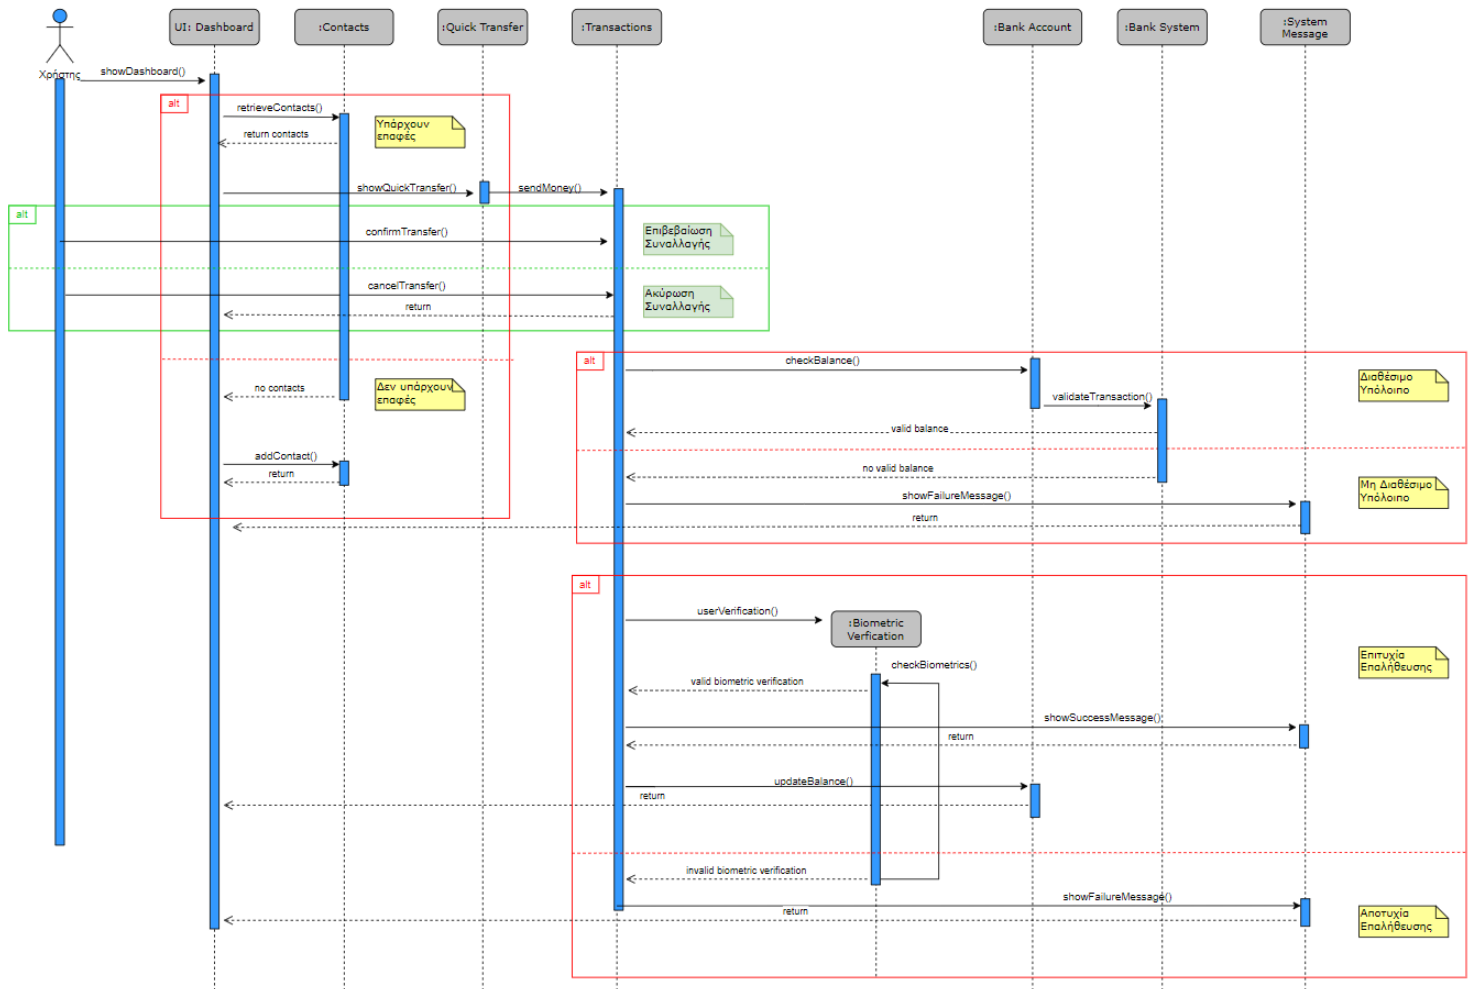 UI: Dashboard
:Contacts
:Quick Transfer
:Transactions
:Bank Account
:Bank System
:System
Message
Χρήστης
showDashboard()
alt
retrieveContacts()
Υπάρχουν
επαφές
return contacts
showQuickTransfer()
sendMoney()
alt
confirmTransfer()
Επιβεβαίωση
Συναλλαγής
cancelTransfer()
Ακύρωση
Συναλλαγής
return
alt
checkBalance()
Διαθέσιμο
Υπόλοιπο
no contacts
Δεν υπάρχουν
επαφές
validateTransaction()
valid balance
addContact()
return
no valid balance
Μη Διαθέσιμο
Υπόλοιπο
showFailureMessage()
return
alt
userVerification()
:Biometric
Verfication
checkBiometrics()
Επιτυχία
Επαλήθευσης
valid biometric verification
showSuccessMessage()
return
updateBalance()
return
invalid biometric verification
showFailureMessage()
return
Αποτυχία
Επαλήθευσης